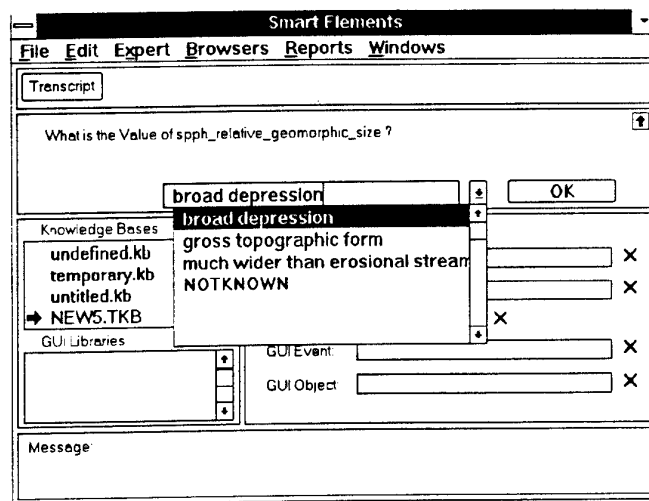 Smart Elements
File Edit Expert Browsers Reports Windows
Transcript
What is the Value of spph_relative_geomorphic_size ?
broad depression
OK
broad depression
gross topographic form
much wider than erosional stream
NOTKNOWN
Knowledge Bases
undefined.kb
temporary.kb
untitled.kb
NEW5.TKB
GUI Libraries
GUI Event:
GUI Object:
Message: